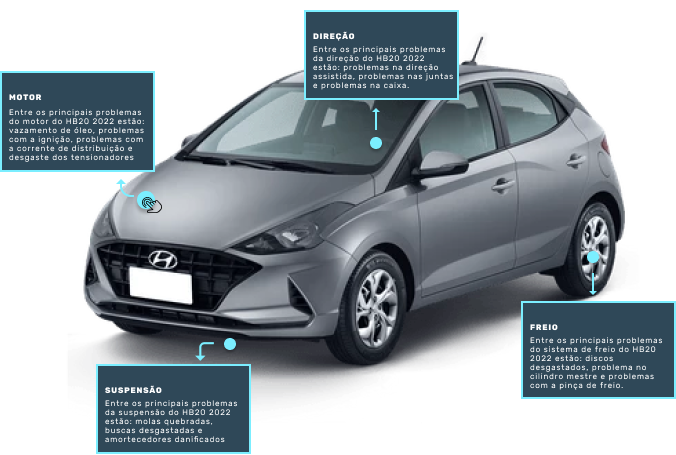 DIREÇÃO
Entre os principais problemas
da direção do HB20 2022
estão: problemas na direção
assistida, problemas nas juntas
e problemas na caixa.
MOTOR
Entre os principais problemas
do motor do HB20 2022 estão:
vazamento de óleo, problemas
com a ignição, problemas com
a corrente de distribuição e
desgaste dos tensionadores
FREIO
Entre os principais problemas
do sistema de freio do HB20
2022 estão: discos
desgastados, problema no
cilindro mestre e problemas
com a pinça de freio.
SUSPENSÃO
Entre os principais problemas
da suspensão do HB20 2022
estão: molas quebradas,
buscas desgastadas e
amortecedores danificados